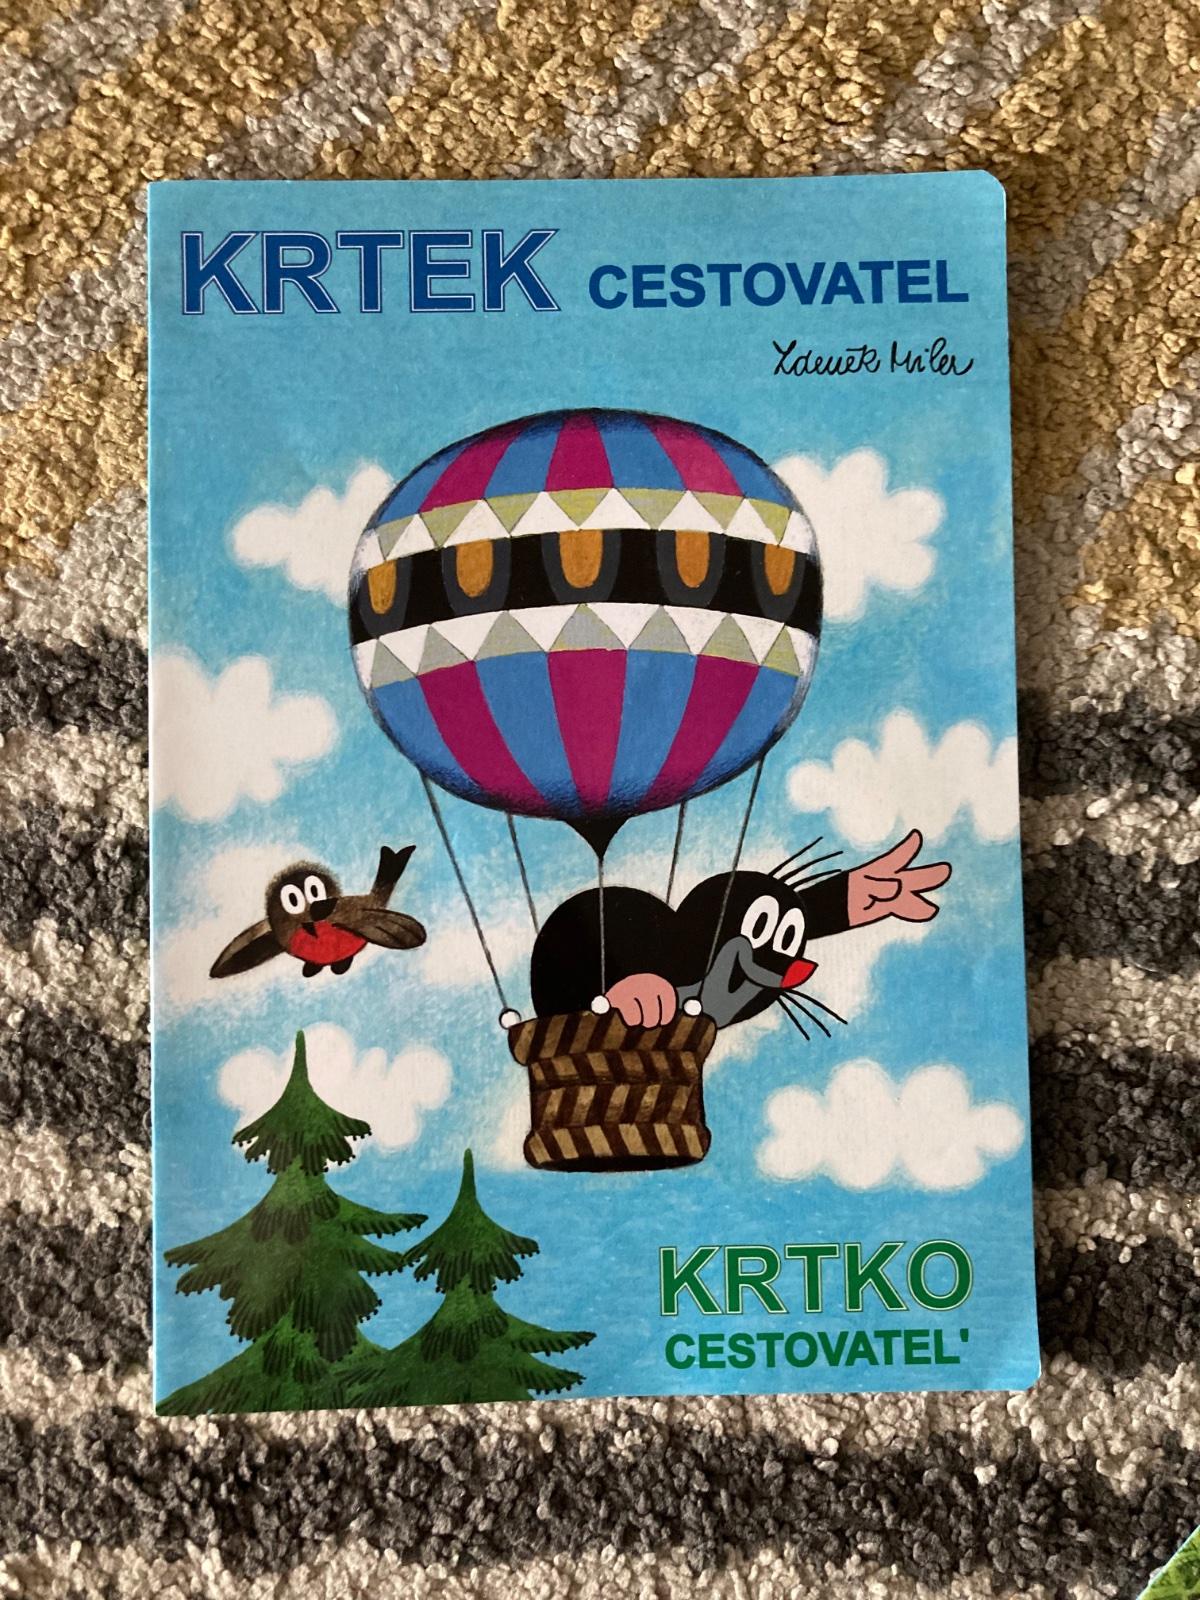 KRTEK CESTOVATEL
Zdeněk Miler
KRTKO
CESTOVATEL'